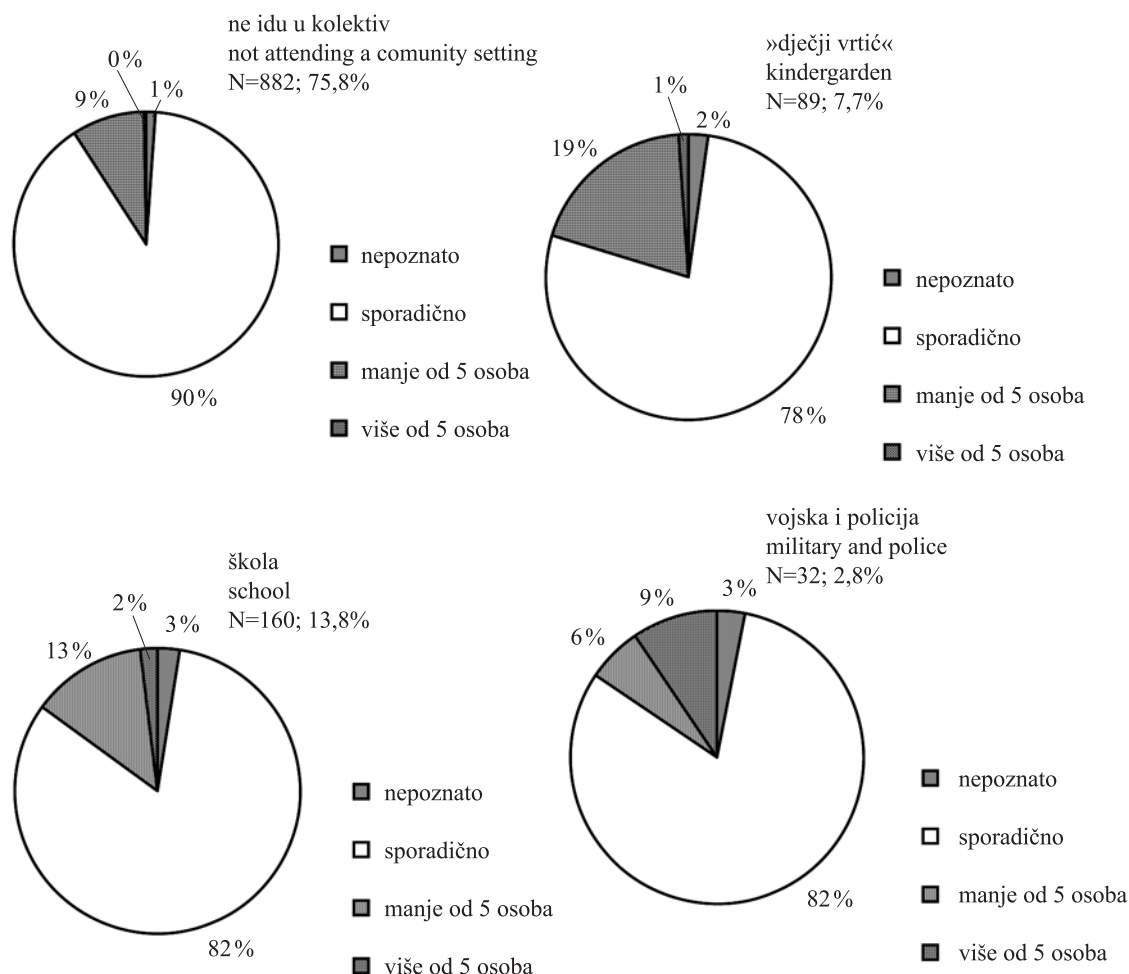 ne idu u kolektiv
not attending a comunity setting
N=882; 75,8%
0%
1%
9%
90%
nepoznato
sporadično
manje od 5 osoba
više od 5 osoba
»dječji vrtić«
kindergarden
N=89; 7,7%
1%
2%
19%
78%
nepoznato
sporadično
manje od 5 osoba
više od 5 osoba
škola
school
N=160; 13,8%
2%
3%
13%
82%
nepoznato
sporadično
manje od 5 osoba
više od 5 osoba
vojska i policija
military and police
N=32; 2,8%
9%
3%
6%
82%
nepoznato
sporadično
manje od 5 osoba
više od 5 osoba